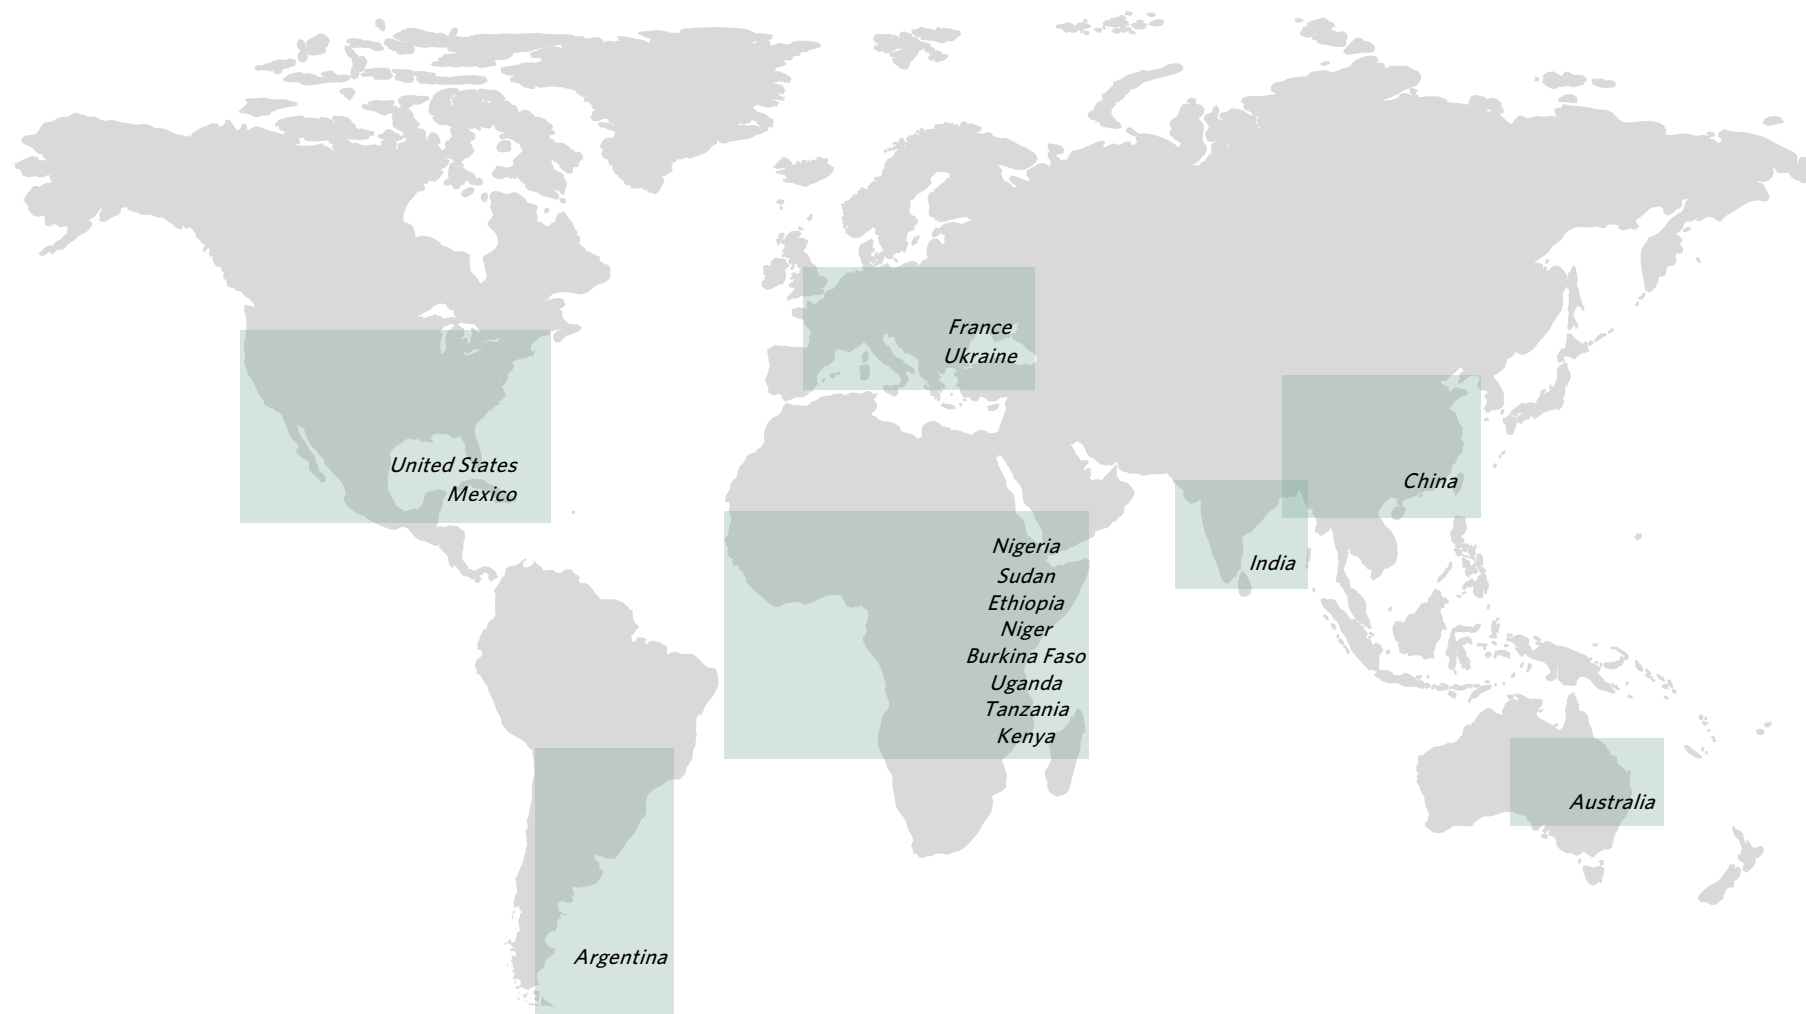 France
Ukraine
United States
Mexico
China
Nigeria
India
Sudan
Ethiopia
Niger
Burkina Faso
Uganda
Tanzania
Kenya
Australia
Argentina